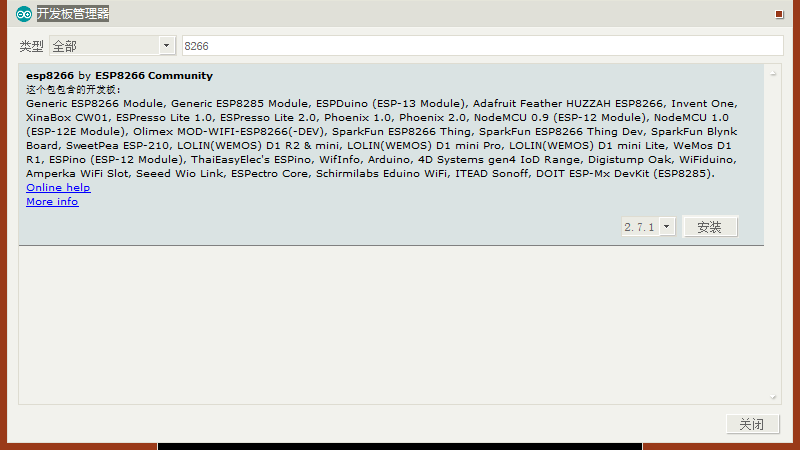 开发板管理器
类型 全部 8266
esp8266 by ESP8266 Community
这个包包含的开发板：
Generic ESP8266 Module, Generic ESP8285 Module, ESPDuino (ESP-13 Module), Adafruit Feather HUZZAH ESP8266, Invent One,
XinaBox CW01, ESPresso Lite 1.0, ESPresso Lite 2.0, Phoenix 1.0, Phoenix 2.0, NodeMCU 0.9 (ESP-12 Module), NodeMCU 1.0
(ESP-12E Module), Olimex MOD-WIFI-ESP8266(-DEV), SparkFun ESP8266 Thing, SparkFun ESP8266 Thing Dev, SparkFun Blynk
Board, SweetPea ESP-210, LOLIN(WEMOS) D1 R2 & mini, LOLIN(WEMOS) D1 mini Pro, LOLIN(WEMOS) D1 mini Lite, WeMos D1
R1, ESPino (ESP-12 Module), ThaiEasyElec's ESPino, WifInfo, Arduino, 4D Systems gen4 IoD Range, Digistump Oak, WiFiduino,
Amperka WiFi Slot, Seeed Wio Link, ESPectro Core, Schirmilabs Eduino WiFi, ITEAD Sonoff, DOIT ESP-Mx DevKit (ESP8285).
Online help
More info
2.7.1 安装
关闭